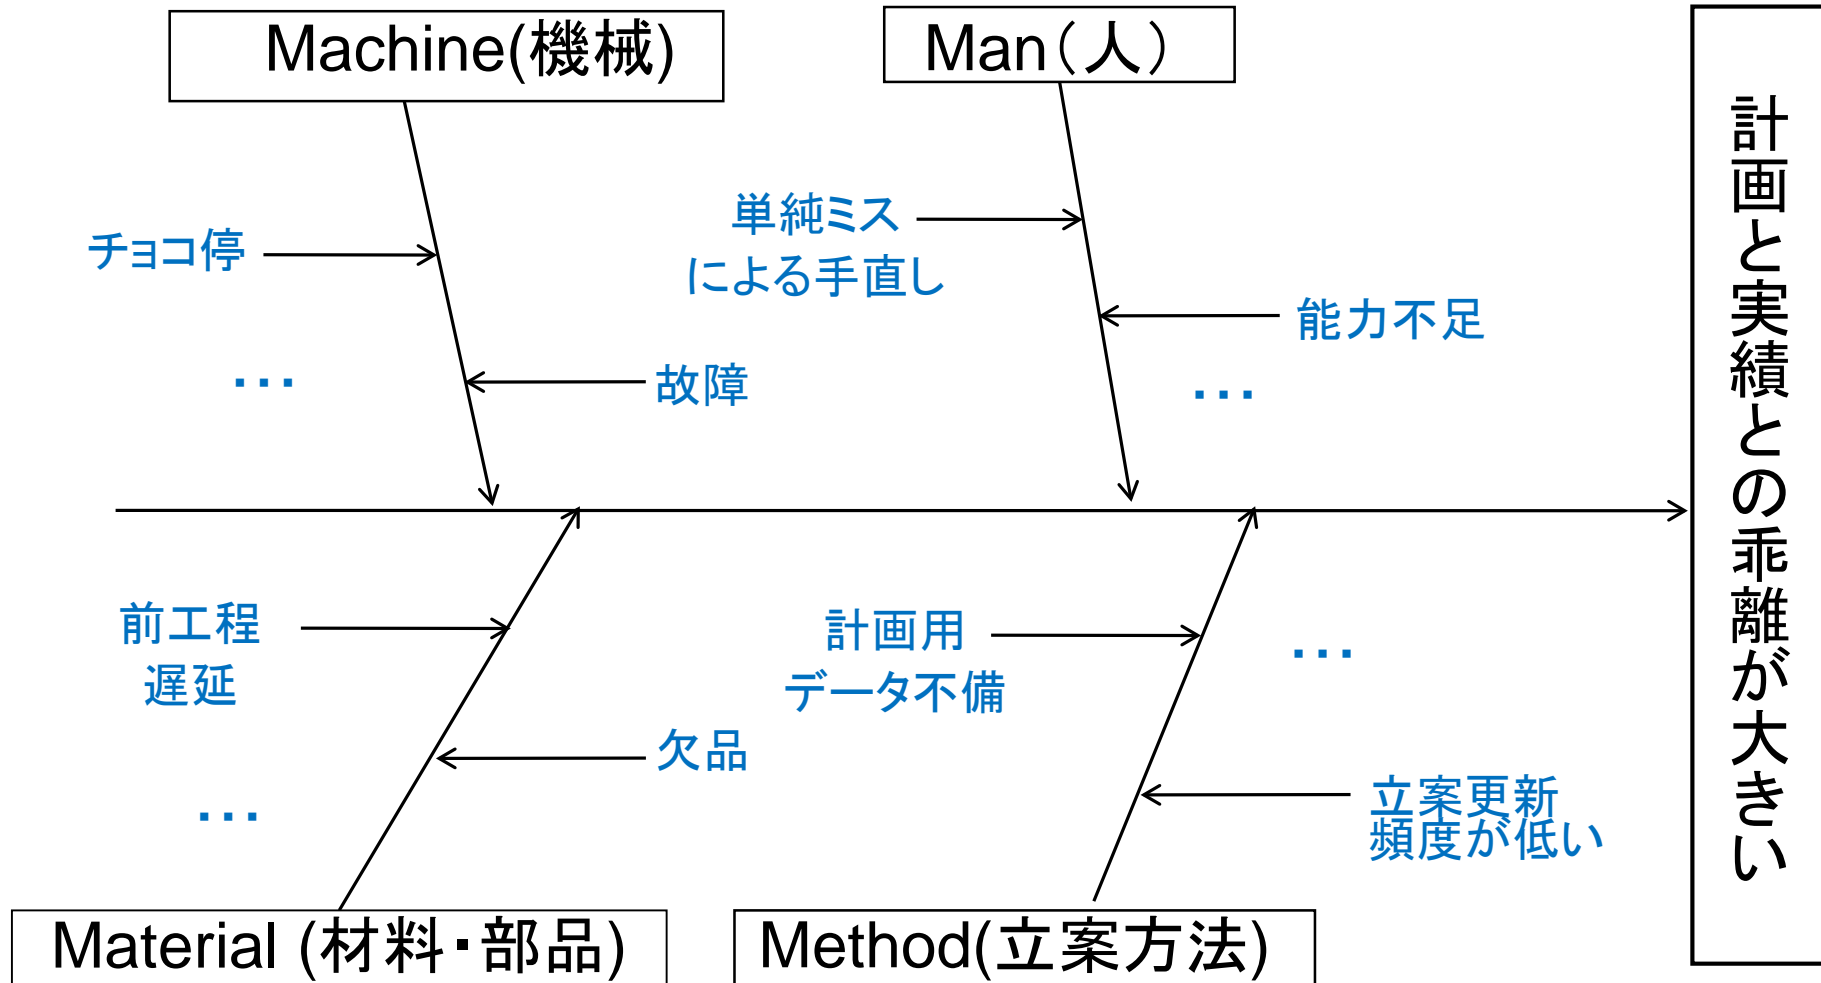 Machine(機械)
Man(人)
チョコ停
…
故障
単純ミス
による手直し
能力不足
…
前工程
遅延
欠品
…
計画用
データ不備
…
立案更新
頻度が低い
Material (材料・部品)
Method(立案方法)
計画と実績との乖離が大きい